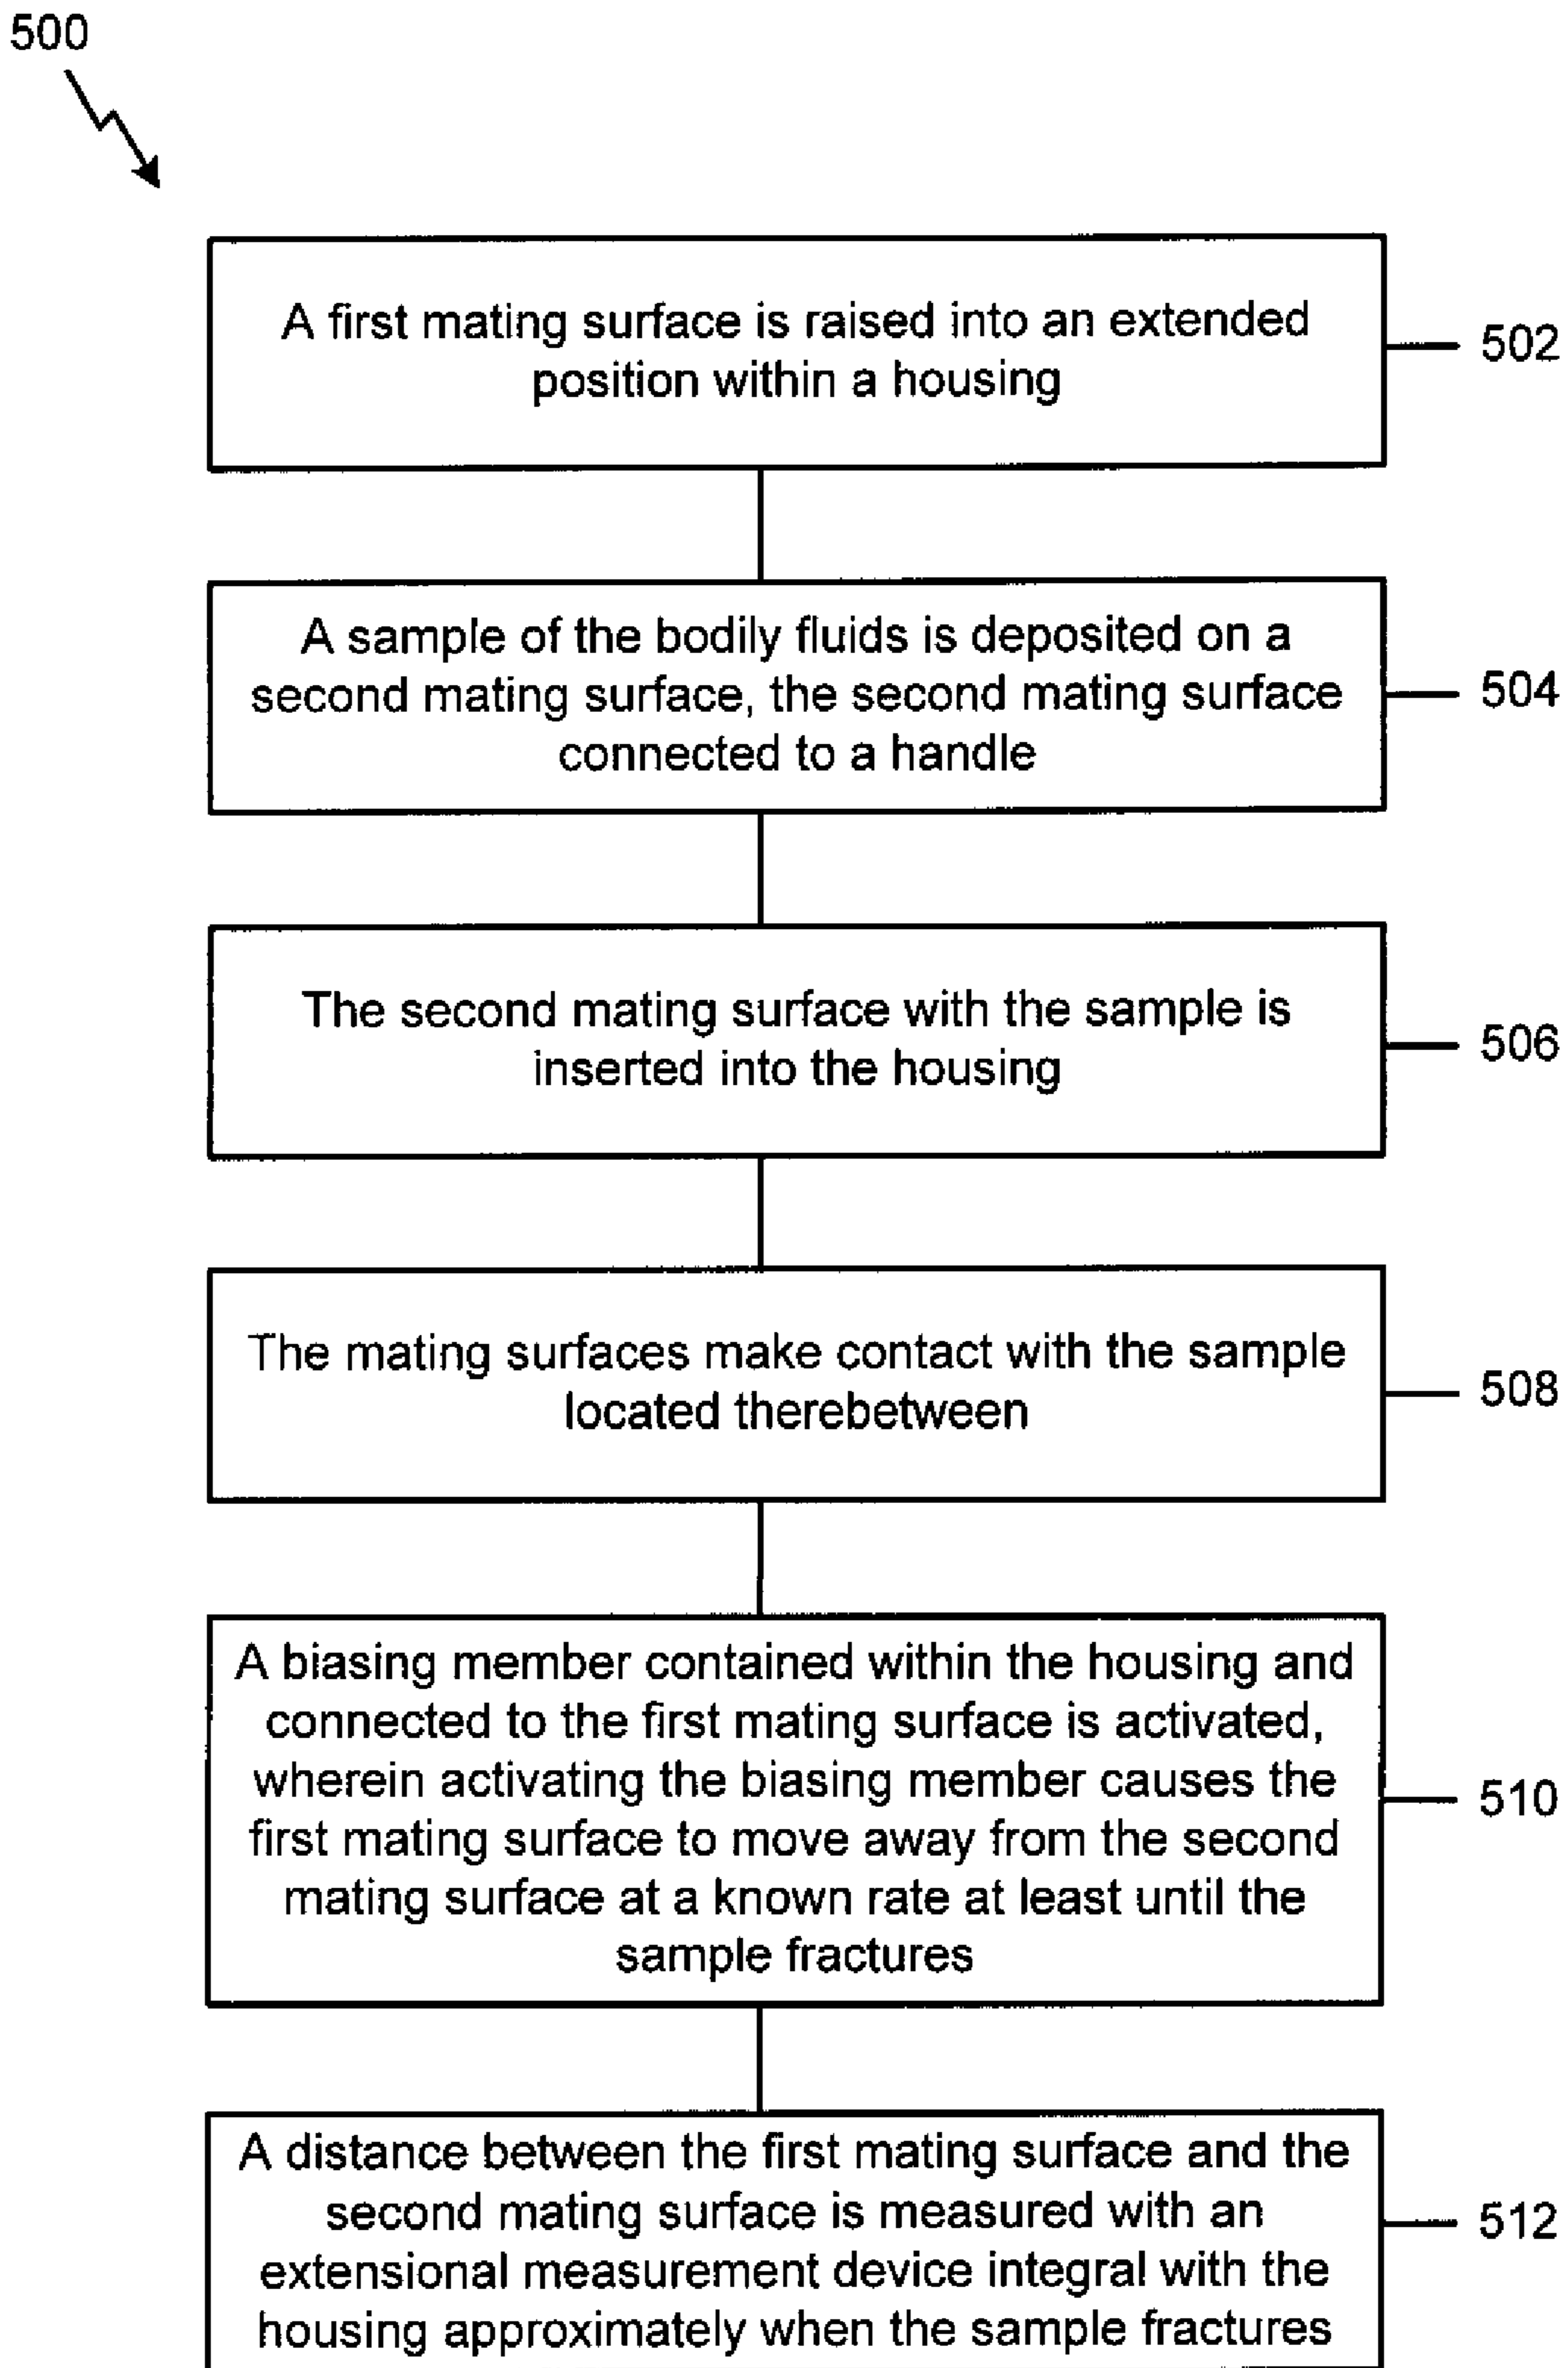 500
A first mating surface is raised into an extended
position within a housing
502
A sample of the bodily fluids is deposited on a
second mating surface, the second mating surface
connected to a handle
504
The second mating surface with the sample is
inserted into the housing
506
The mating surfaces make contact with the sample
located therebetween
508
A biasing member contained within the housing and
connected to the first mating surface is activated,
wherein activating the biasing member causes the
first mating surface to move away from the second
mating surface at a known rate at least until the
sample fractures
510
A distance between the first mating surface and the
second mating surface is measured with an
extensional measurement device integral with the
housing approximately when the sample fractures
512